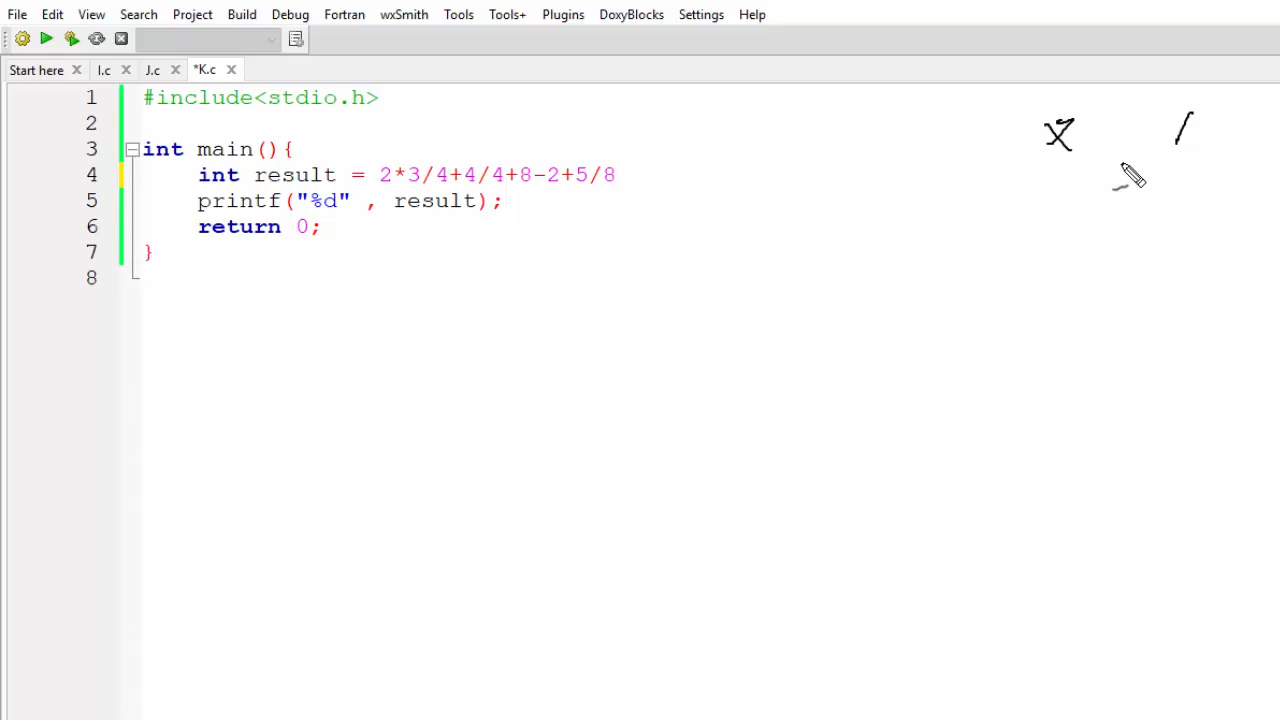 File Edit View Search Project Build Debug Fortran wxSmith Tools Tools+ Plugins DoxyBlocks Settings Help
Start here I.c J.c *K.c
1 #include<stdio.h>
2
3 int main(){
4 int result = 2*3/4+4/4+8-2+5/8
5 printf("%d" , result);
6 return 0;
7 }
8